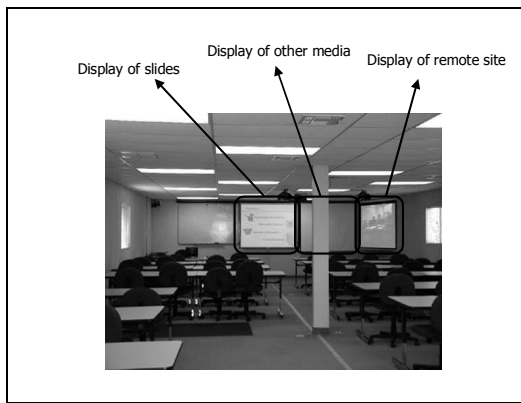 Display of slides
Display of other media
Display of remote site